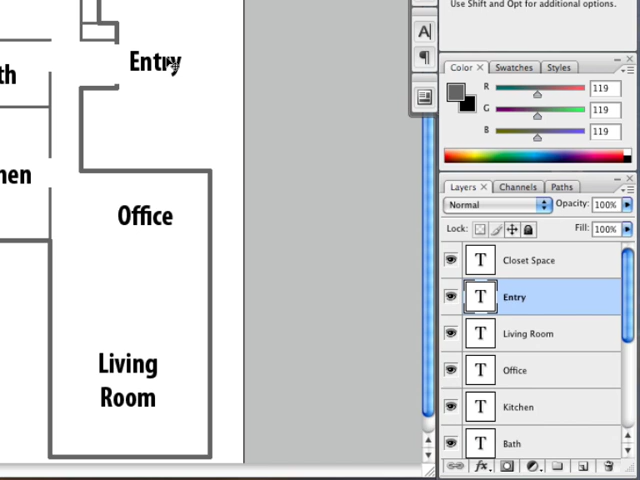 Use Shift and Opt for additional options.
A
Entry
th
Color × Swatches Styles
R 119
G 119
B 119
hen
Layers × Channels Paths
Normal Opacity: 100%
Office
Lock: Fill: 100%
T Closet Space
T Entry
T Living Room
Living
Room
T Office
T Kitchen
T Bath
fx